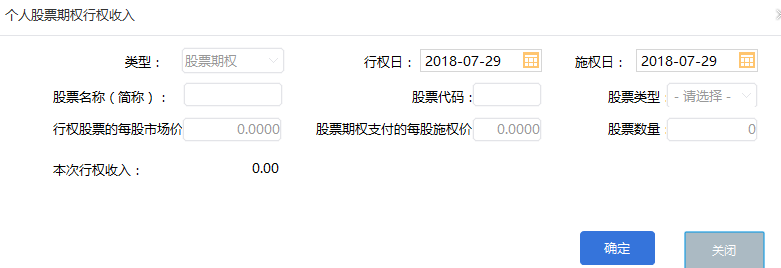 个人股票期权行权收入
类型： 股票期权 行权日： 2018-07-29 施权日： 2018-07-29
股票名称（简称）： 股票代码： 股票类型： - 请选择 -
行权股票的每股市场价 0.0000 股票期权支付的每股施权价 0.0000 股票数量： 0
本次行权收入： 0.00
确定 关闭